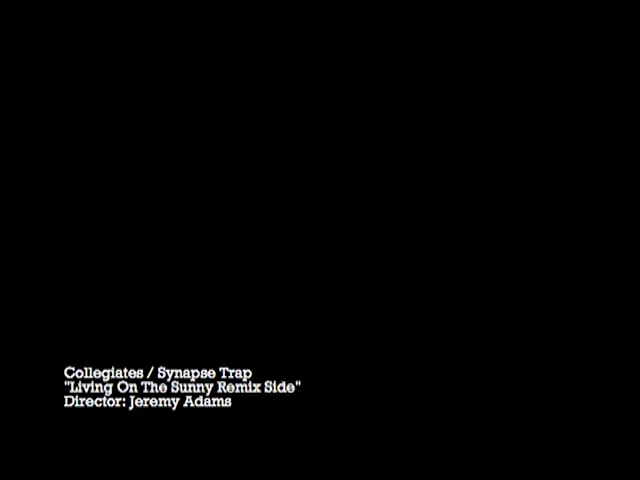 Collegiates / Synapse Trap
"Living On The Sunny Remix Side"
Director: Jeremy Adams